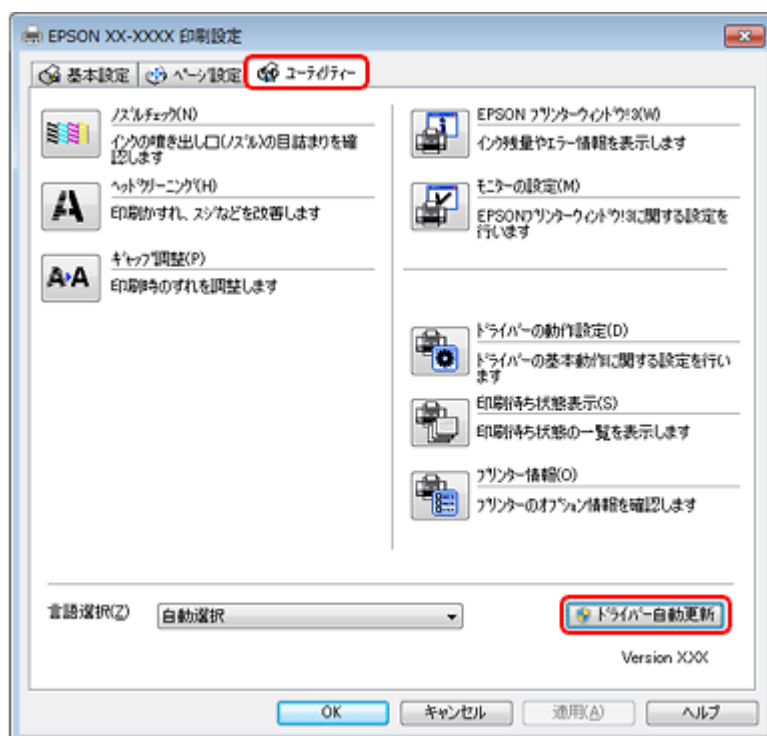 EPSON XX-XXXX 印刷設定
基本設定
ページ設定
ユーティリティー
ノズルチェック(N)
インクの噴き出し口(ノズル)の目詰まりを確
認します
ヘッドクリーニング(H)
印刷かすれ、スジなどを改善します
ギャップ調整(P)
印刷時のずれを調整します
EPSON プリンターウィンドウ!3(W)
インク残量やエラー情報を表示します
モニターの設定(M)
EPSONプリンターウィンドウ!3に関する設定を
行います
ドライバーの動作設定(D)
ドライバーの基本動作に関する設定を行い
ます
印刷待ち状態表示(S)
印刷待ち状態の一覧を表示します
プリンター情報(O)
プリンターのオプション情報を確認します
言語選択(Z)
自動選択
ドライバー自動更新
Version XXX
OK
キャンセル
適用(A)
ヘルプ